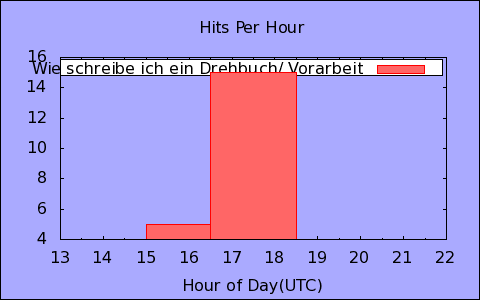 Hits Per Hour
16
Wie schreibe ich ein Drehbuch/ Vorarbeit
14
12
10
8
6
4
13 14 15 16 17 18 19 20 21 22
Hour of Day(UTC)